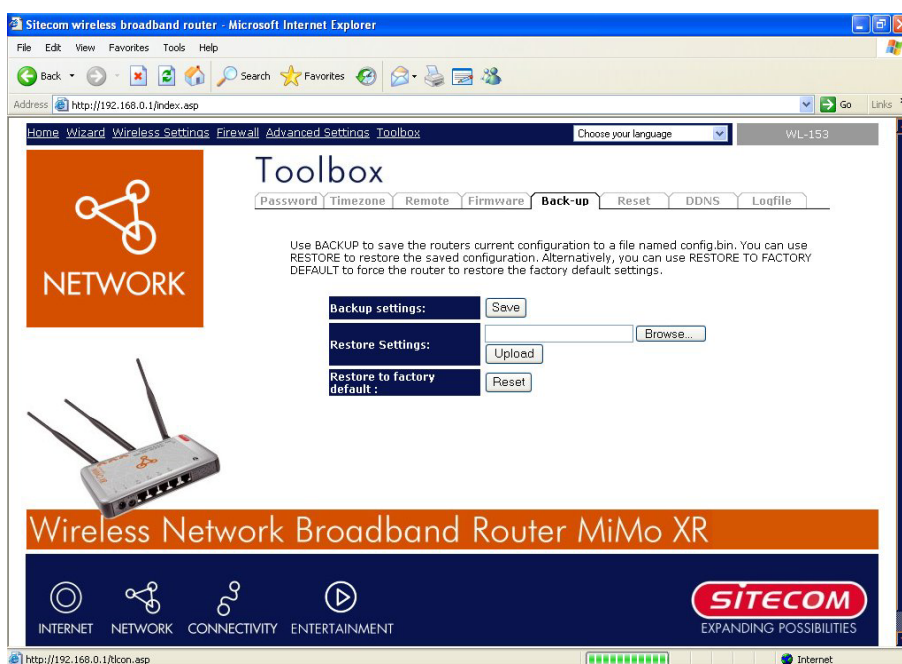 Sitecom wireless broadband router - Microsoft Internet Explorer
File Edit View Favorites Tools Help
Back Search Favorites
Address http://192.168.0.1/index.asp Go Links
Home Wizard Wireless Settings Firewall Advanced Settings Toolbox Choose your language WL-153
Toolbox
Password Timezone Remote Firmware Back-up Reset DDNS Logfile
Use BACKUP to save the routers current configuration to a file named config.bin. You can use
RESTORE to restore the saved configuration. Alternatively, you can use RESTORE TO FACTORY
DEFAULT to force the router to restore the factory default settings.
NETWORK
Backup settings: Save
Restore Settings: Browse...
Upload
Restore to factory
default : Reset
Wireless Network Broadband Router MiMo XR
INTERNET NETWORK CONNECTIVITY ENTERTAINMENT
SITECOM
EXPANDING POSSIBILITIES
http://192.168.0.1/tlcon.asp Internet